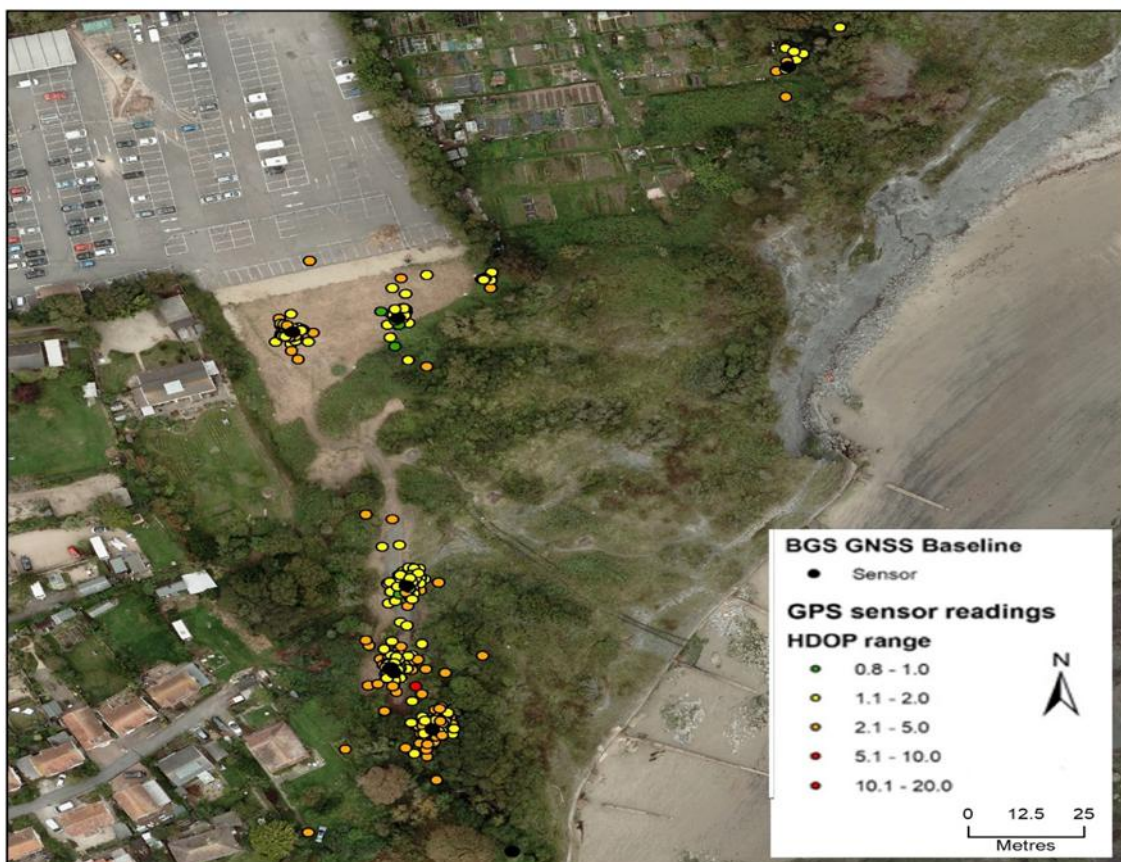 BGS GNSS Baseline
Sensor
GPS sensor readings
HDOP range
0.8 - 1.0
1.1 - 2.0
2.1 - 5.0
5.1 - 10.0
10.1 - 20.0
N
0 12.5 25
Metres